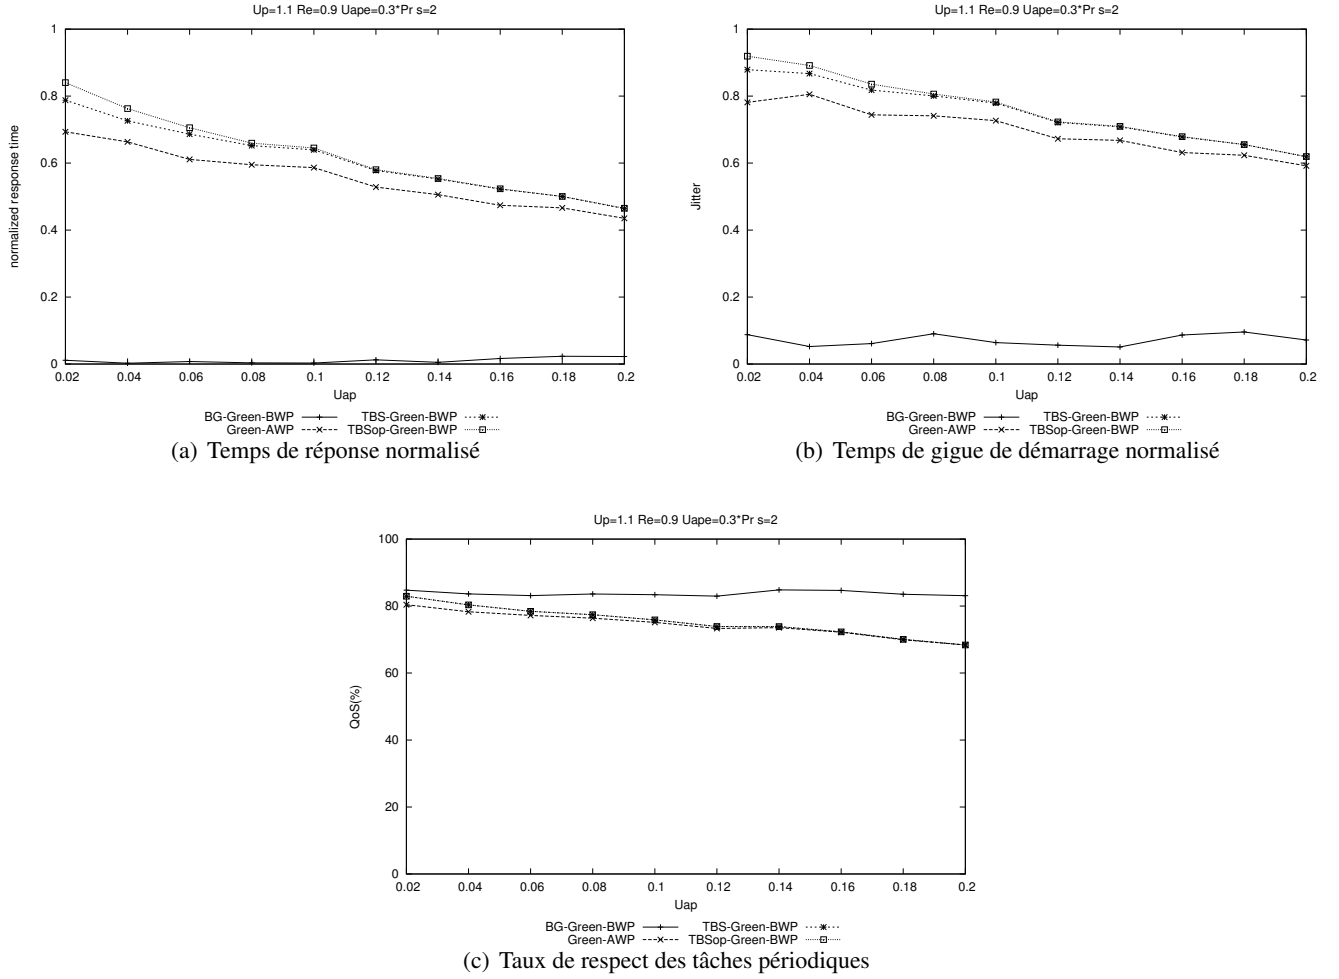 Up=1.1 Re=0.9 Uape=0.3*Pr s=2
1
0.8
0.6
0.4
0.2
0
normalized response time
0.02 0.04 0.06 0.08 0.1 0.12 0.14 0.16 0.18 0.2
Uap
BG-Green-BWP TBS-Green-BWP
Green-AWP TBSop-Green-BWP
(a) Temps de réponse normalisé
Up=1.1 Re=0.9 Uape=0.3*Pr s=2
1
0.8
0.6
0.4
0.2
0
Jitter
0.02 0.04 0.06 0.08 0.1 0.12 0.14 0.16 0.18 0.2
Uap
BG-Green-BWP TBS-Green-BWP
Green-AWP TBSop-Green-BWP
(b) Temps de gigue de démarrage normalisé
Up=1.1 Re=0.9 Uape=0.3*Pr s=2
100
80
60
40
20
0
QoS(%)
0.02 0.04 0.06 0.08 0.1 0.12 0.14 0.16 0.18 0.2
Uap
BG-Green-BWP TBS-Green-BWP
Green-AWP TBSop-Green-BWP
(c) Taux de respect des tâches périodiques